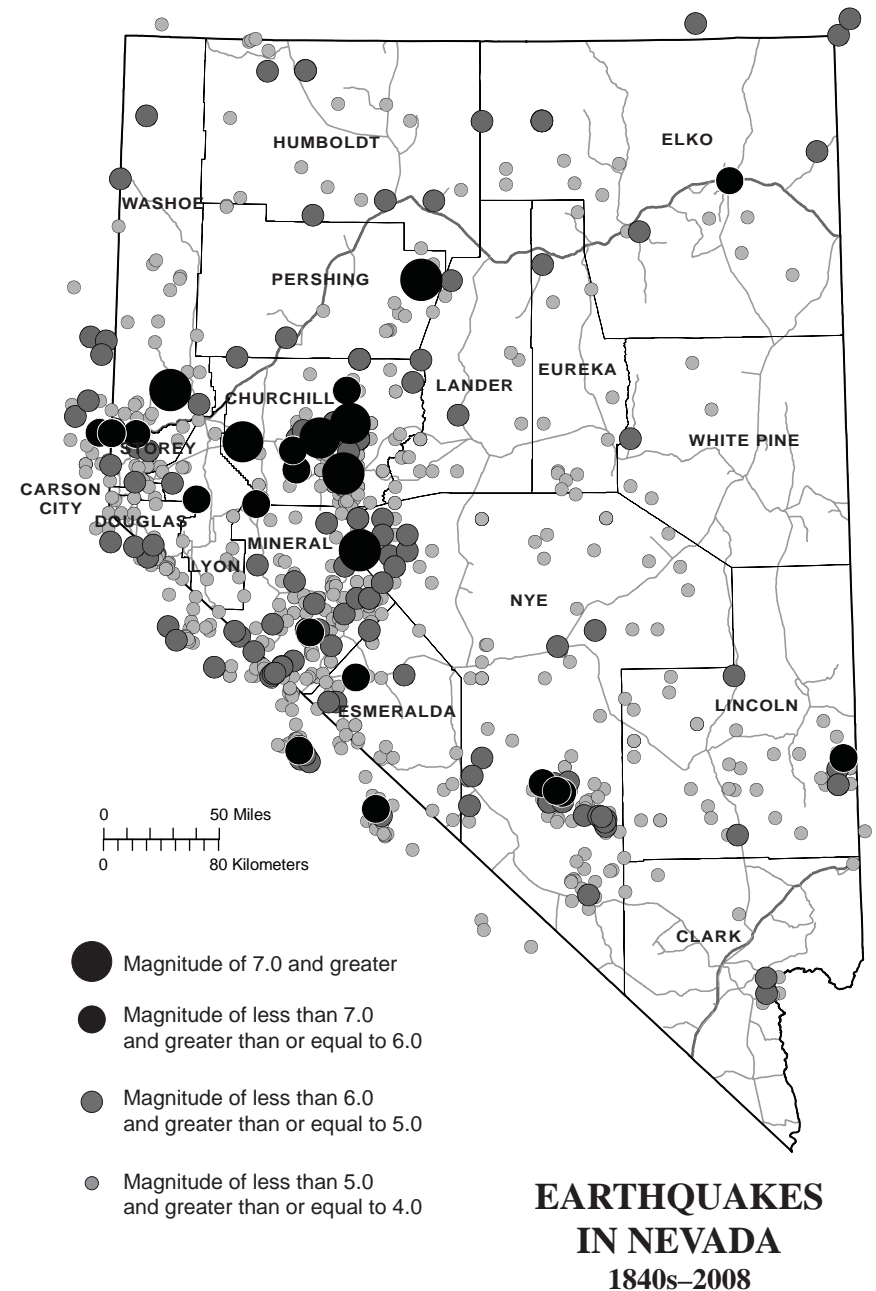 HUMBOLDT
ELKO
WASHOE
PERSHING
CHURCHILL
LANDER
EUREKA
WHITE PINE
STOREY
CARSON
CITY
DOUGLAS
MINERAL
LYON
NYE
ESMERALDA
LINCOLN
CLARK
0 50 Miles
0 80 Kilometers
Magnitude of 7.0 and greater
Magnitude of less than 7.0
and greater than or equal to 6.0
Magnitude of less than 6.0
and greater than or equal to 5.0
Magnitude of less than 5.0
and greater than or equal to 4.0
EARTHQUAKES
IN NEVADA
1840s–2008